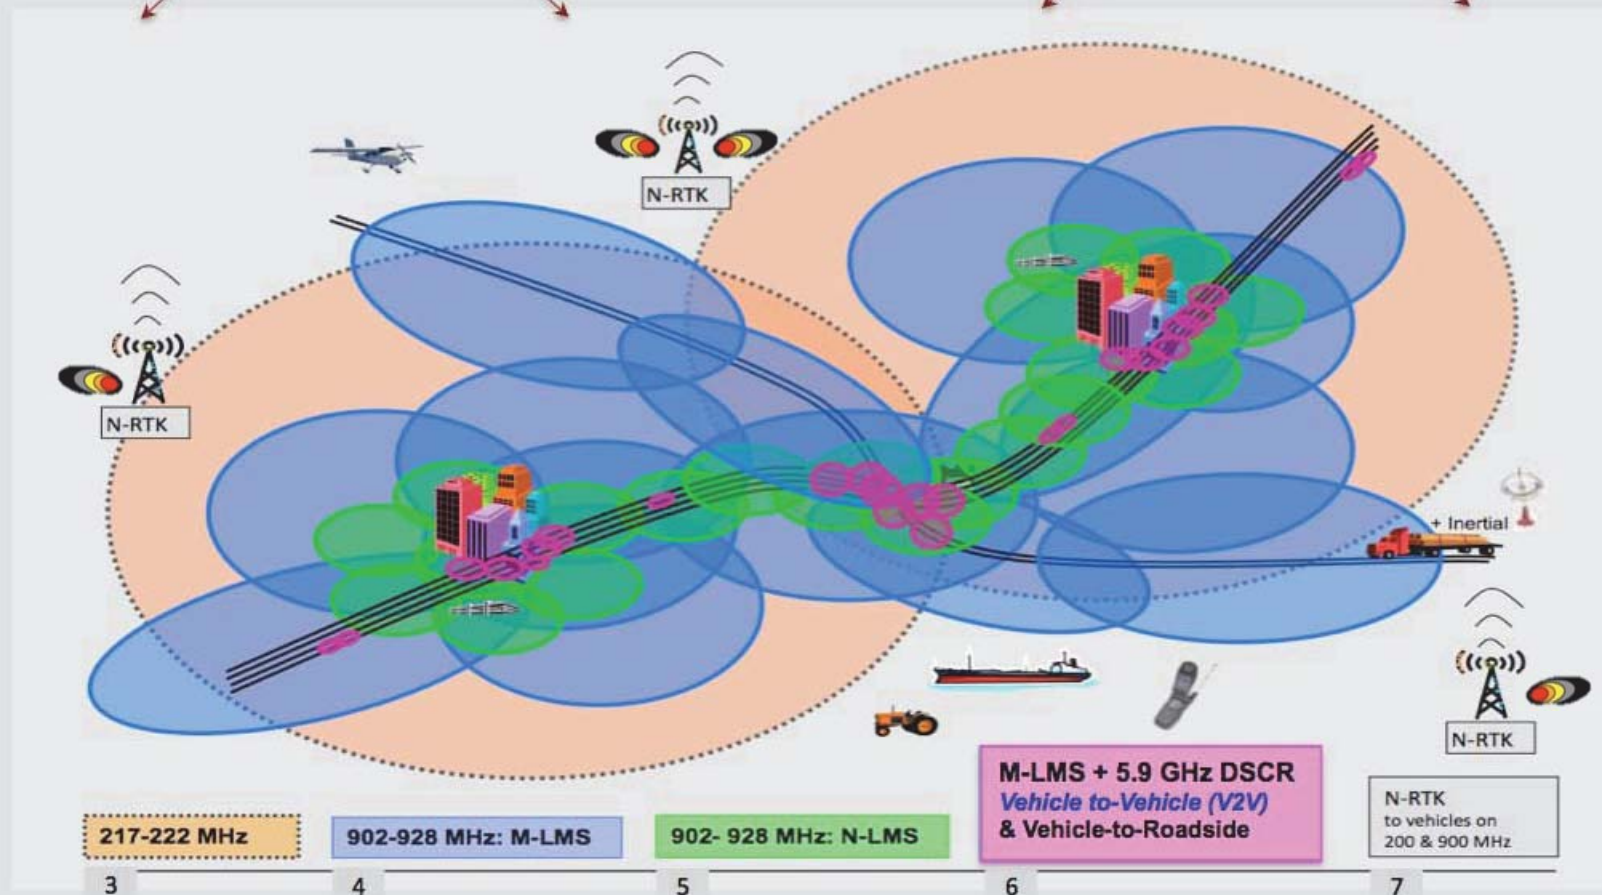 N-RTK
N-RTK
+ Inertial
N-RTK
217-222 MHz
902-928 MHz: M-LMS
902- 928 MHz: N-LMS
M-LMS + 5.9 GHz DSCR
Vehicle to-Vehicle (V2V)
& Vehicle-to-Roadside
N-RTK
to vehicles on
200 & 900 MHz
3
4
5
6
7